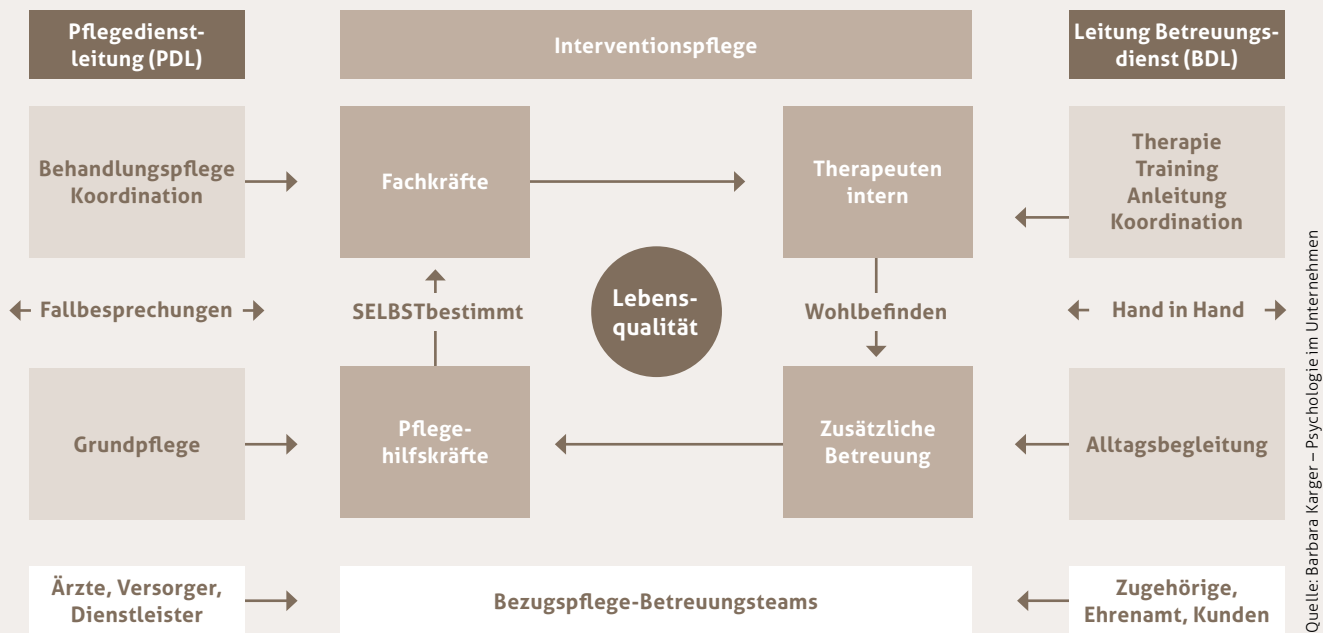 Pflegedienst-
leitung (PDL)
Interventionspflege
Leitung Betreuungs-
dienst (BDL)
Behandlungspflege
Koordination
Fachkräfte
Therapeuten
intern
Therapie
Training
Anleitung
Koordination
Fallbesprechungen
SELBSTbestimmt
Lebens-
qualität
Wohlbefinden
Hand in Hand
Grundpflege
Pflege-
hilfskräfte
Zusätzliche
Betreuung
Alltagsbegleitung
Ärzte, Versorger,
Dienstleister
Bezugspflege-Betreuungsteams
Zugehörige,
Ehrenamt, Kunden
Quelle: Barbara Karger – Psychologie im Unternehmen